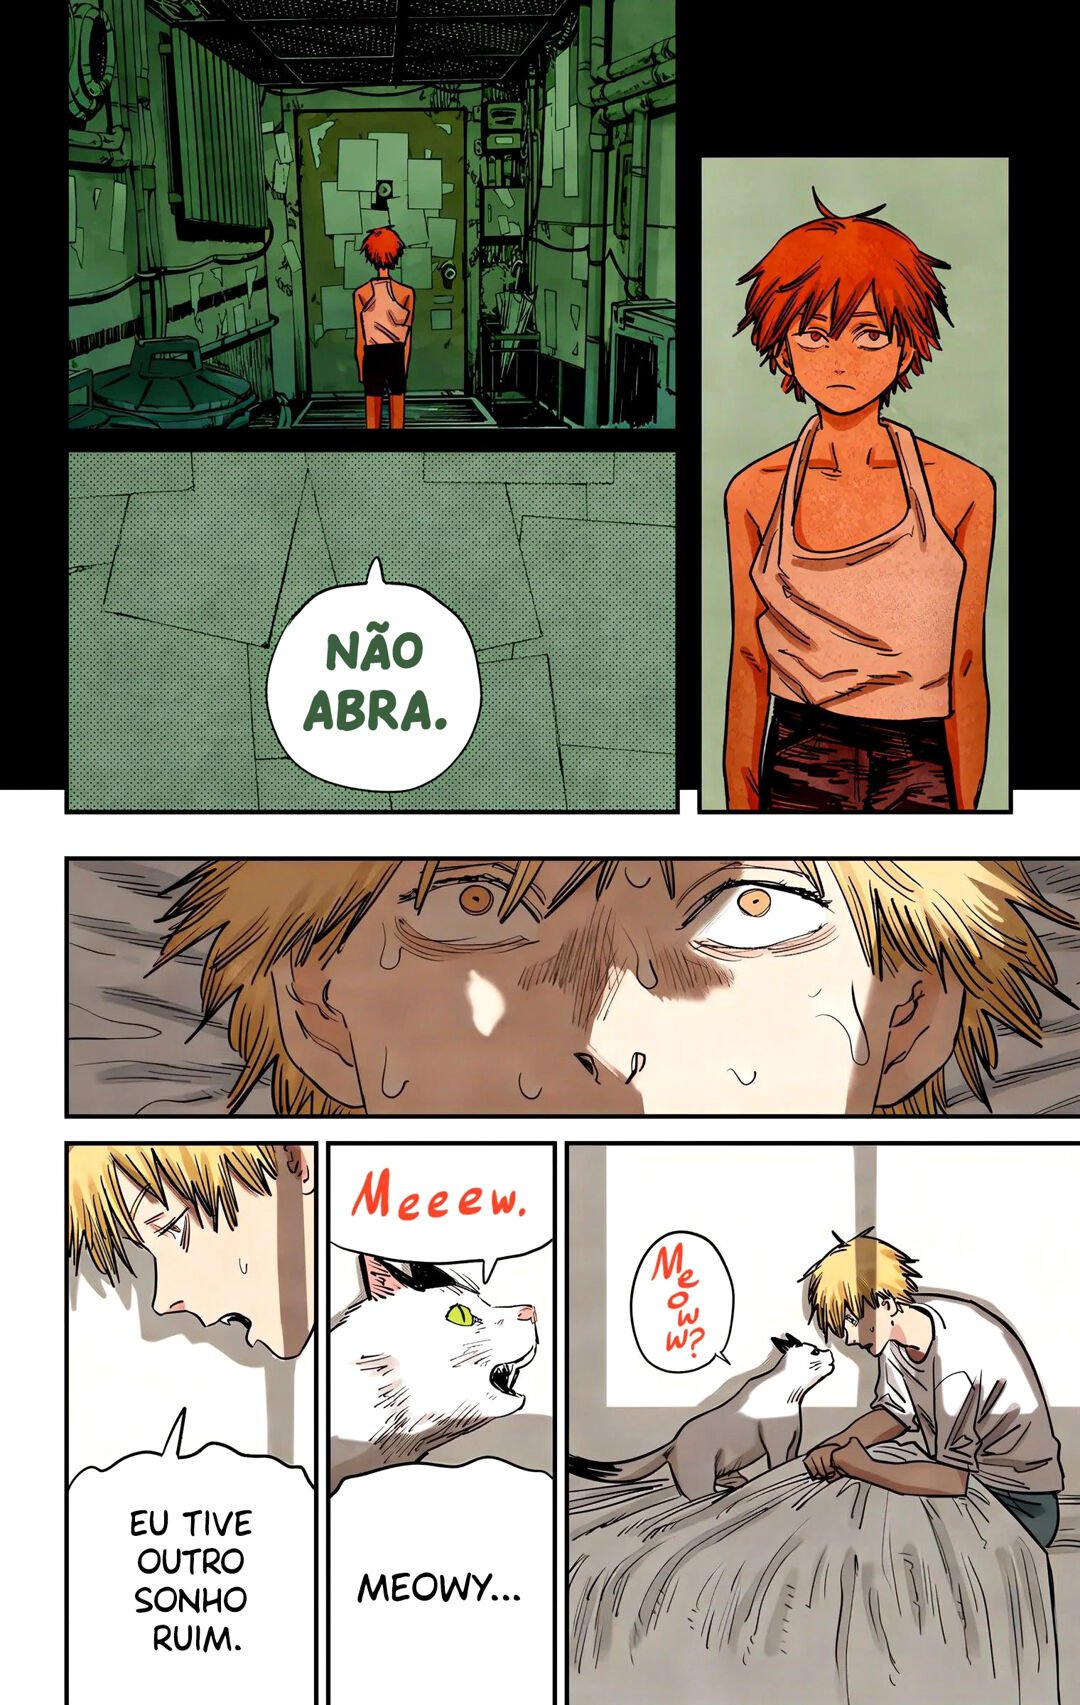 NÃO
ABRA.
Meeew.
Meoww?
EU TIVE
OUTRO
SONHO
RUIM.
MEOWY...